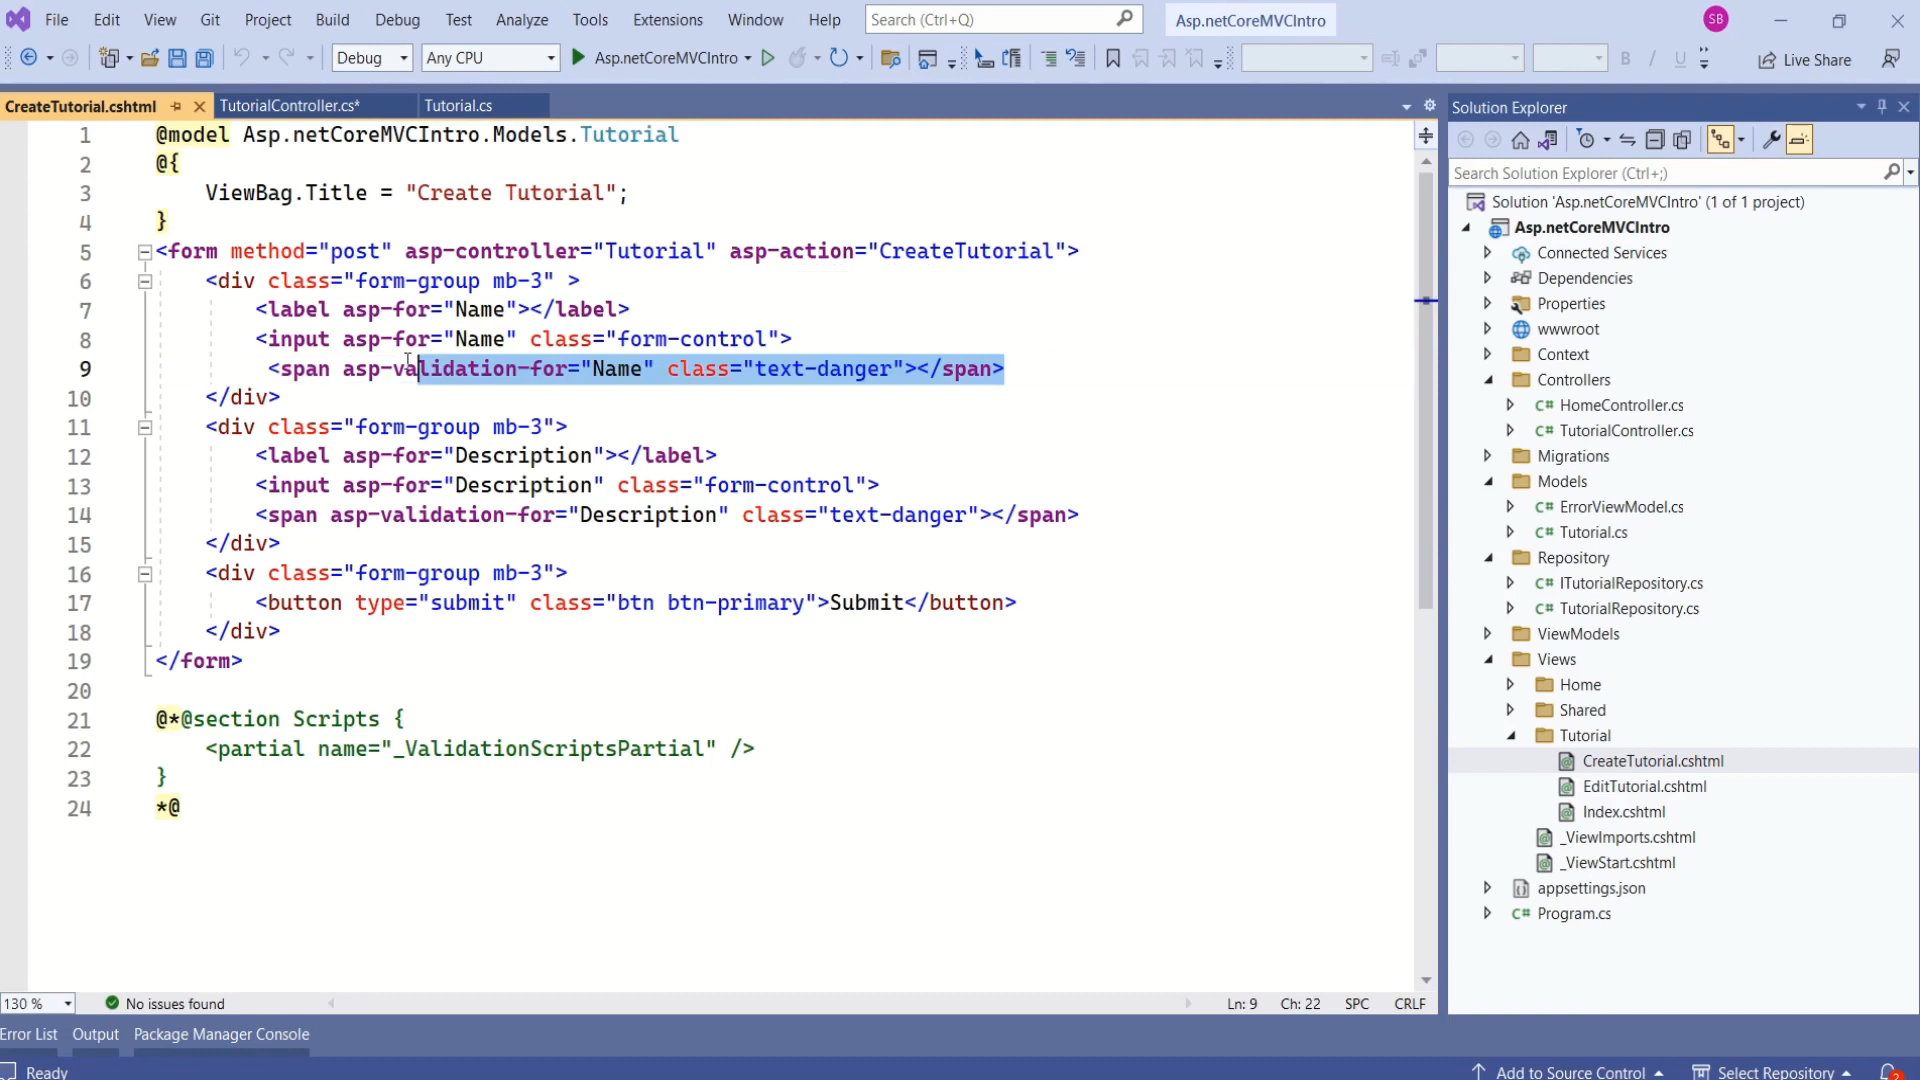 File Edit View Git Project Build Debug Test Analyze Tools Extensions Window Help Search (Ctrl+Q) Asp.netCoreMVCIntro SB
Debug Any CPU Asp.netCoreMVCIntro Live Share
CreateTutorial.cshtml TutorialController.cs* Tutorial.cs
1 @model Asp.netCoreMVCIntro.Models.Tutorial
2 @{
3 ViewBag.Title = "Create Tutorial";
4 }
5 <form method="post" asp-controller="Tutorial" asp-action="CreateTutorial">
6 <div class="form-group mb-3" >
7 <label asp-for="Name"></label>
8 <input asp-for="Name" class="form-control">
9 <span asp-validation-for="Name" class="text-danger"></span>
10 </div>
11 <div class="form-group mb-3">
12 <label asp-for="Description"></label>
13 <input asp-for="Description" class="form-control">
14 <span asp-validation-for="Description" class="text-danger"></span>
15 </div>
16 <div class="form-group mb-3">
17 <button type="submit" class="btn btn-primary">Submit</button>
18 </div>
19 </form>
20
21 @*@section Scripts {
22 <partial name="_ValidationScriptsPartial" />
23 }
24 *@
130 % No issues found Ln: 9 Ch: 22 SPC CRLF
Error List Output Package Manager Console
Ready Add to Source Control Select Repository 2
Solution Explorer
Search Solution Explorer (Ctrl+;)
Solution 'Asp.netCoreMVCIntro' (1 of 1 project)
Asp.netCoreMVCIntro
Connected Services
Dependencies
Properties
wwwroot
Context
Controllers
C# HomeController.cs
C# TutorialController.cs
Migrations
Models
C# ErrorViewModel.cs
C# Tutorial.cs
Repository
C# ITutorialRepository.cs
C# TutorialRepository.cs
ViewModels
Views
Home
Shared
Tutorial
CreateTutorial.cshtml
EditTutorial.cshtml
Index.cshtml
_ViewImports.cshtml
_ViewStart.cshtml
appsettings.json
C# Program.cs